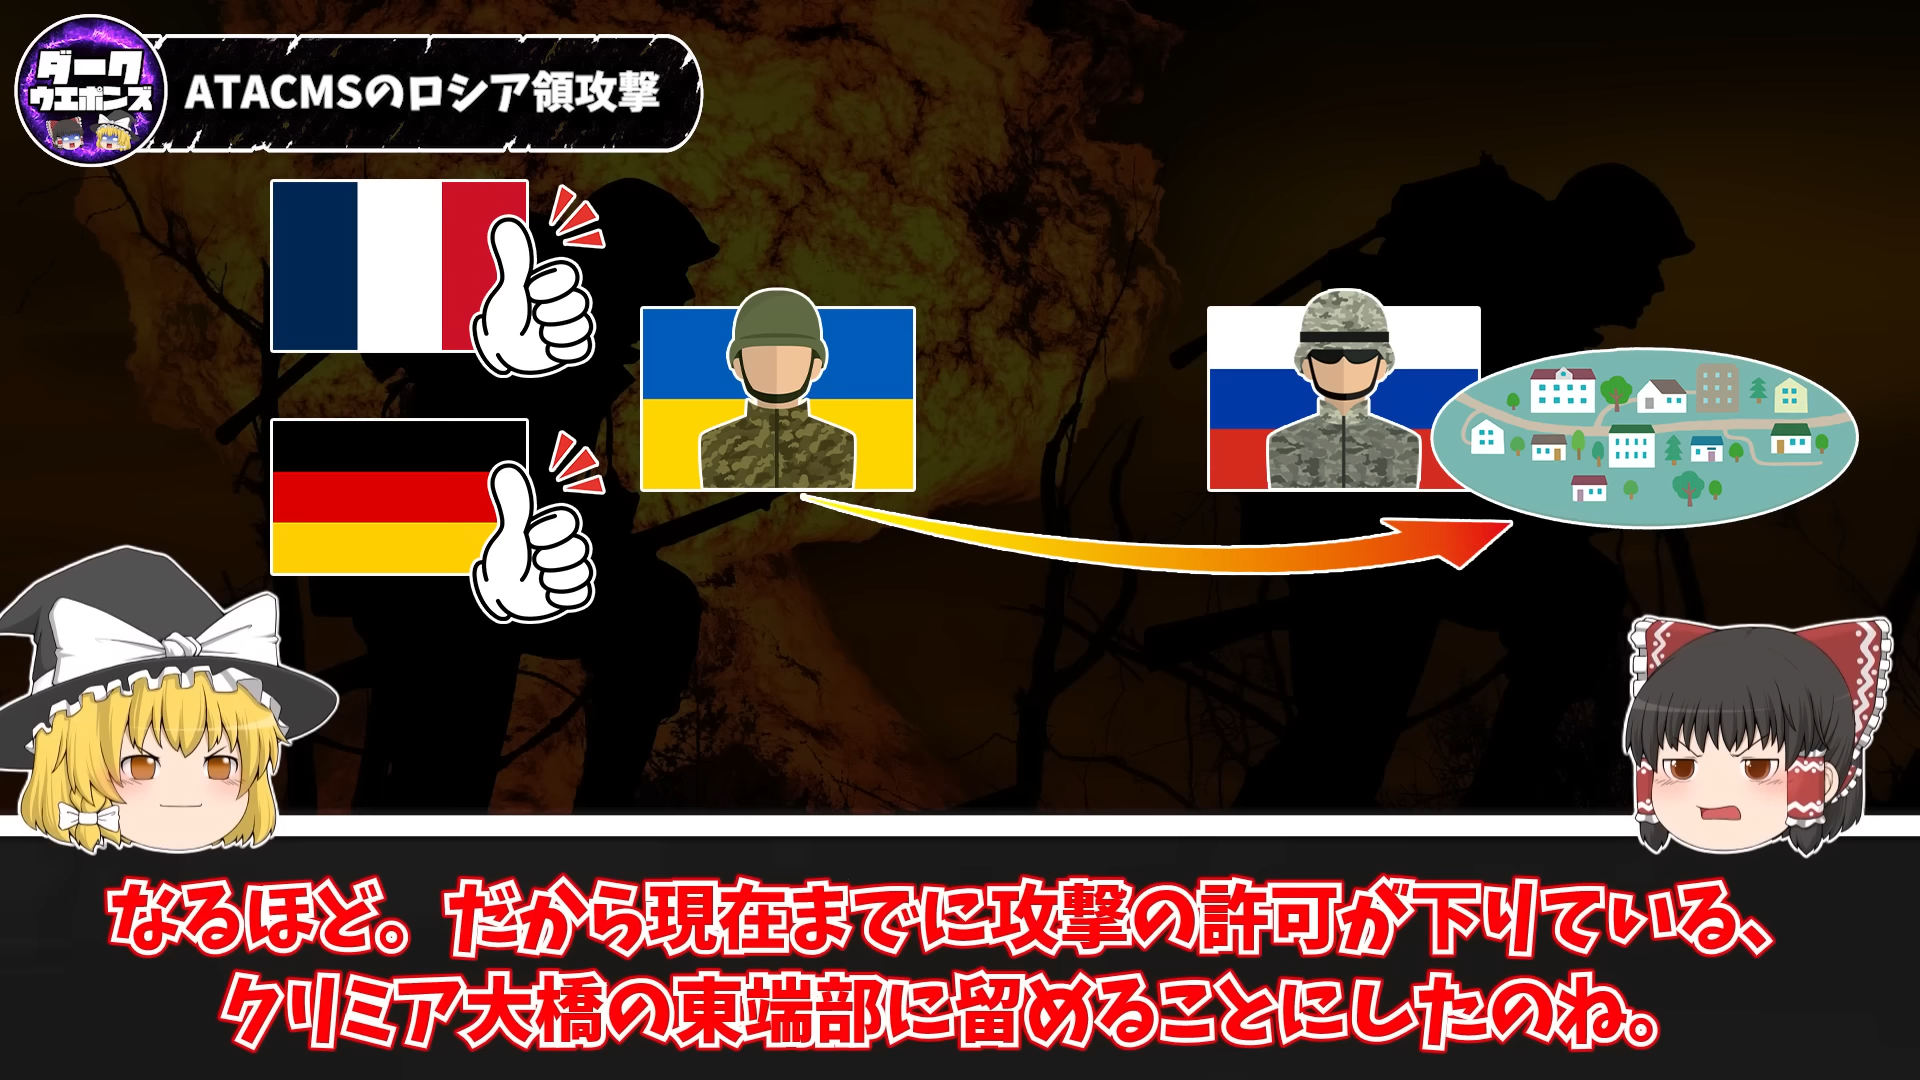 ダーク
ウエポンズ
ATACMSのロシア領攻撃
なるほど。だから現在までに攻撃の許可が下りている、
クリミア大橋の東端部に留めることにしたのね。